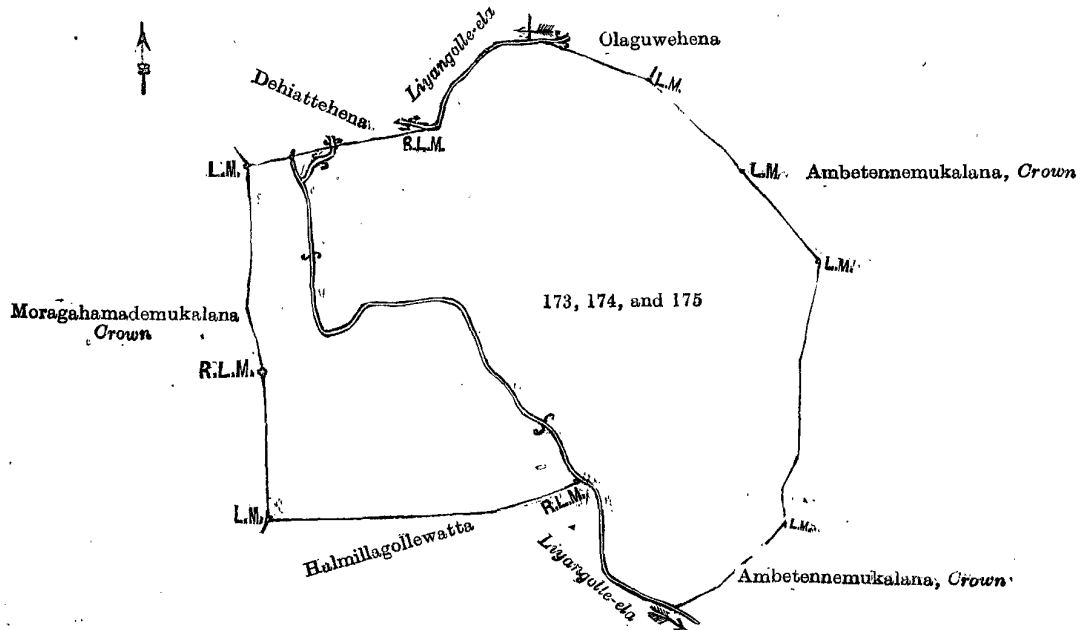 Liyangolle-ela
Olaguwehena
L.M.
Dehiattehena
R.L.M.
L.M.
L.M.
Ambetennemukalana, Crown
L.M.
173, 174, and 175
Moragahamademukalana
Crown
R.L.M.
L.M.
Halmillagollewatta
R.L.M.
L.M.
Liyangolle-ela
Ambetennemukalana, Crown